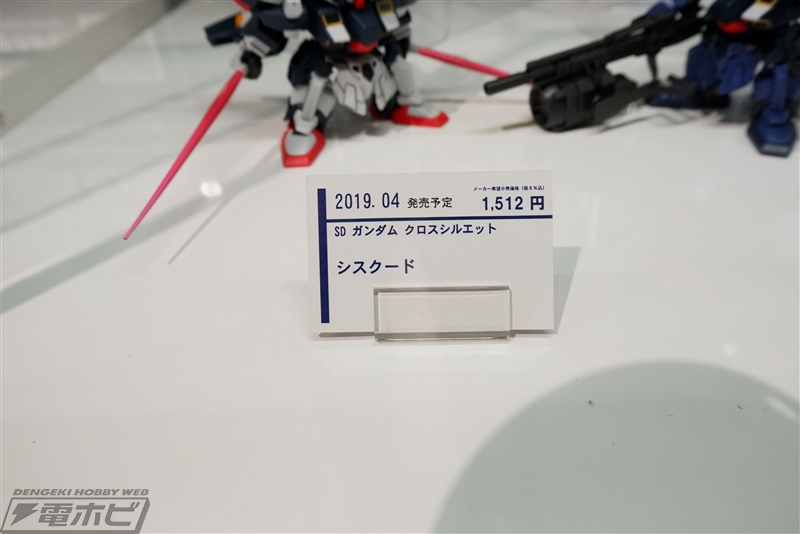 2019.04 発売予定
メーカー希望小売価格(税8%込)
1,512 円
SD ガンダム クロスシルエット
シスクード
DENGEKI HOBBY WEB
電ホビ